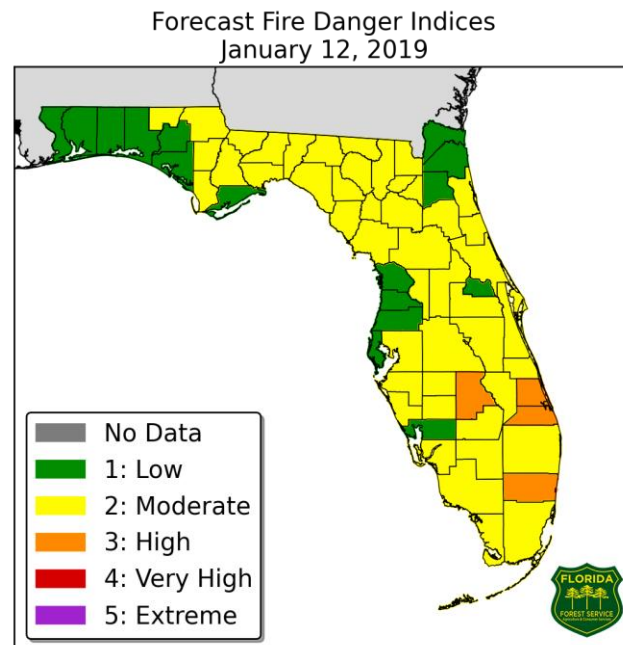 Forecast Fire Danger Indices
January 12, 2019
No Data
1: Low
2: Moderate
3: High
4: Very High
5: Extreme
FLORIDA
FOREST SERVICE